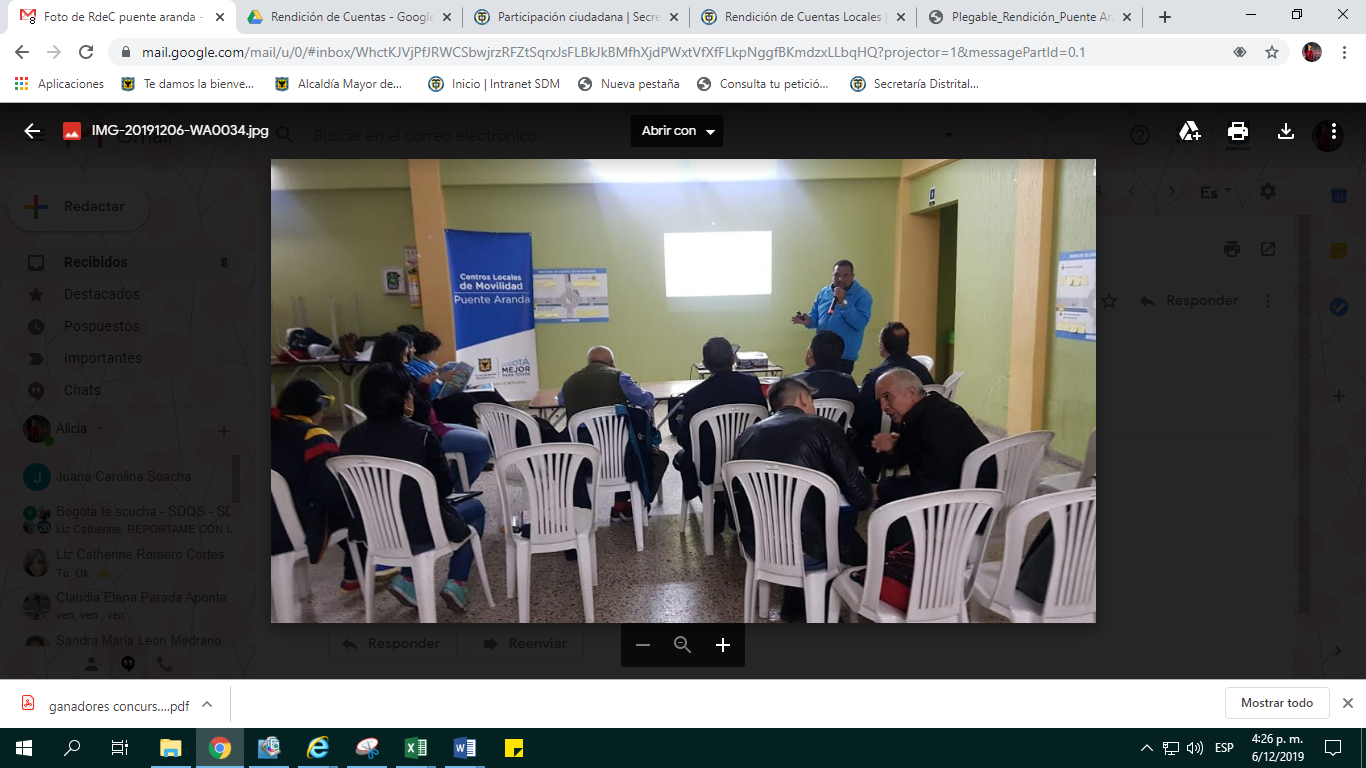 Foto de RdeC puente aranda -
Rendición de Cuentas - Google
Participación ciudadana | Secre
Rendición de Cuentas Locales |
Plegable_Rendición_Puente Ar
mail.google.com/mail/u/0/#inbox/WhctKJVjPfJRWCSbwjrzRFZtSqrxJsFLBkJkBMfhXjdPWxtVfXfFLkpNggfBKmdzxLLbqHQ?projector=1&messagePartId=0.1
Aplicaciones
Te damos la bienve...
Alcaldía Mayor de...
Inicio | Intranet SDM
Nueva pestaña
Consulta tu petició...
Secretaría Distrital...
IMG-20191206-WA0034.jpg
Buscar en el correo electrónico
Abrir con
Redactar
Es
Recibidos 8
Destacados
Pospuestos
Importantes
Chats
Alicia
Juana Carolina Soacha
Bogota te scucha - SDQS - SD
Liz Catherine: REPORTAME CON L
Liz Catherine Romero Cortes
Tú: Ok.
Claudia Elena Parada Aponte
ven, ven , ven
Sandra Maria Leon Medrano
Centros Locales
de Movilidad
Puente Aranda
BOGOTÁ
MEJOR
PARA TODOS
Responder
Responder
Reenviar
ganadores concurs....pdf
Mostrar todo
ESP
4:26 p. m.
6/12/2019